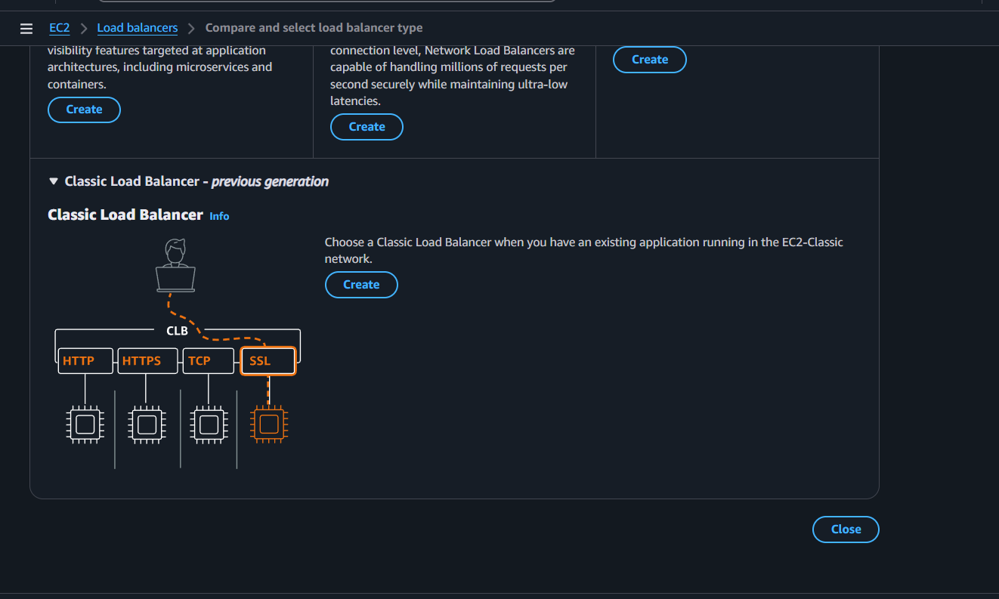 EC2 > Load balancers > Compare and select load balancer type
visibility features targeted at application
architectures, including microservices and
containers.
Create
connection level, Network Load Balancers are
capable of handling millions of requests per
second securely while maintaining ultra-low
latencies.
Create
Create
Classic Load Balancer - previous generation
Classic Load Balancer Info
Choose a Classic Load Balancer when you have an existing application running in the EC2-Classic
network.
Create
CLB
HTTP HTTPS TCP SSL
Close